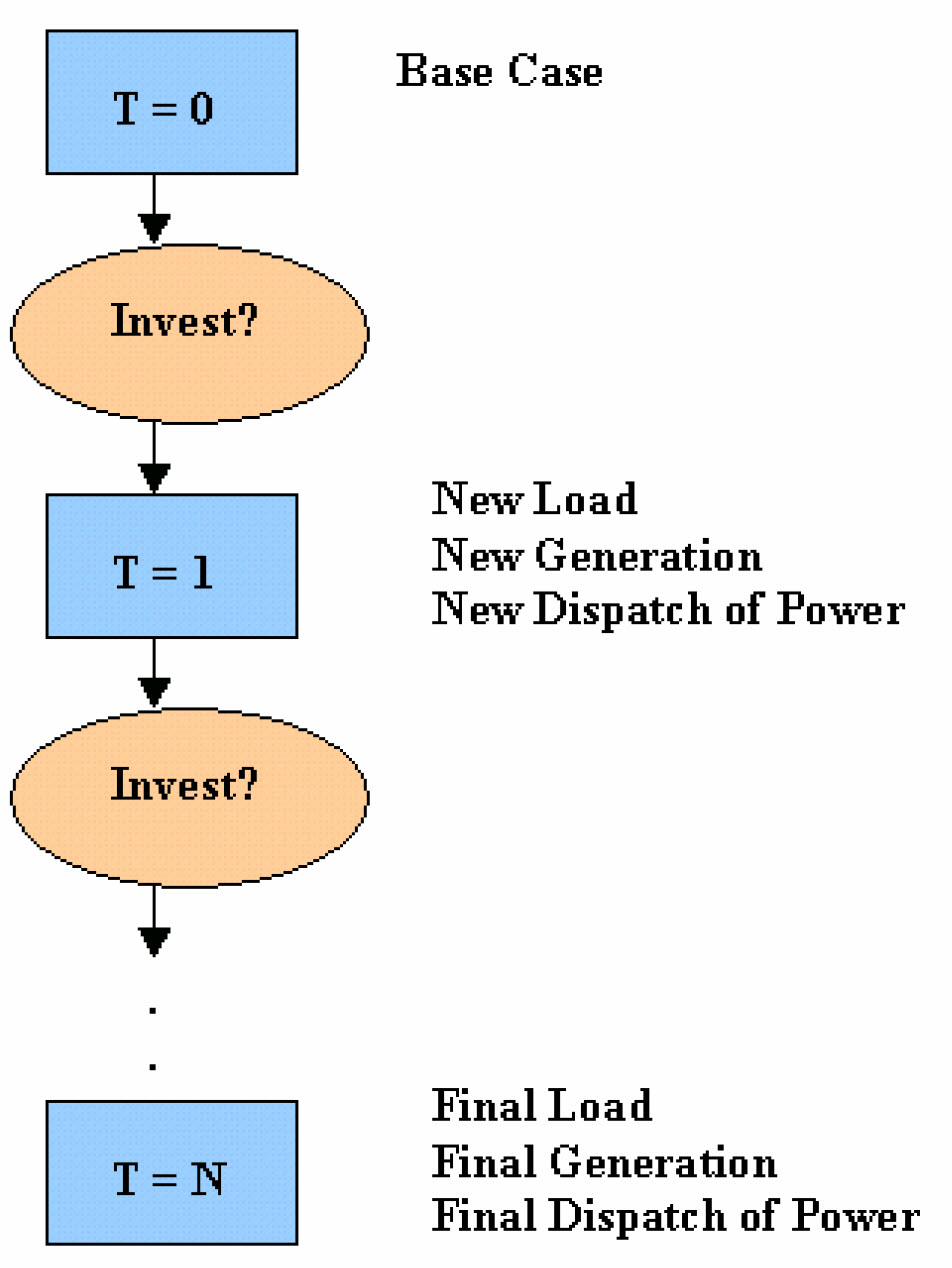 T = 0
Base Case
Invest?
T = 1
New Load
New Generation
New Dispatch of Power
Invest?
.
.
T = N
Final Load
Final Generation
Final Dispatch of Power